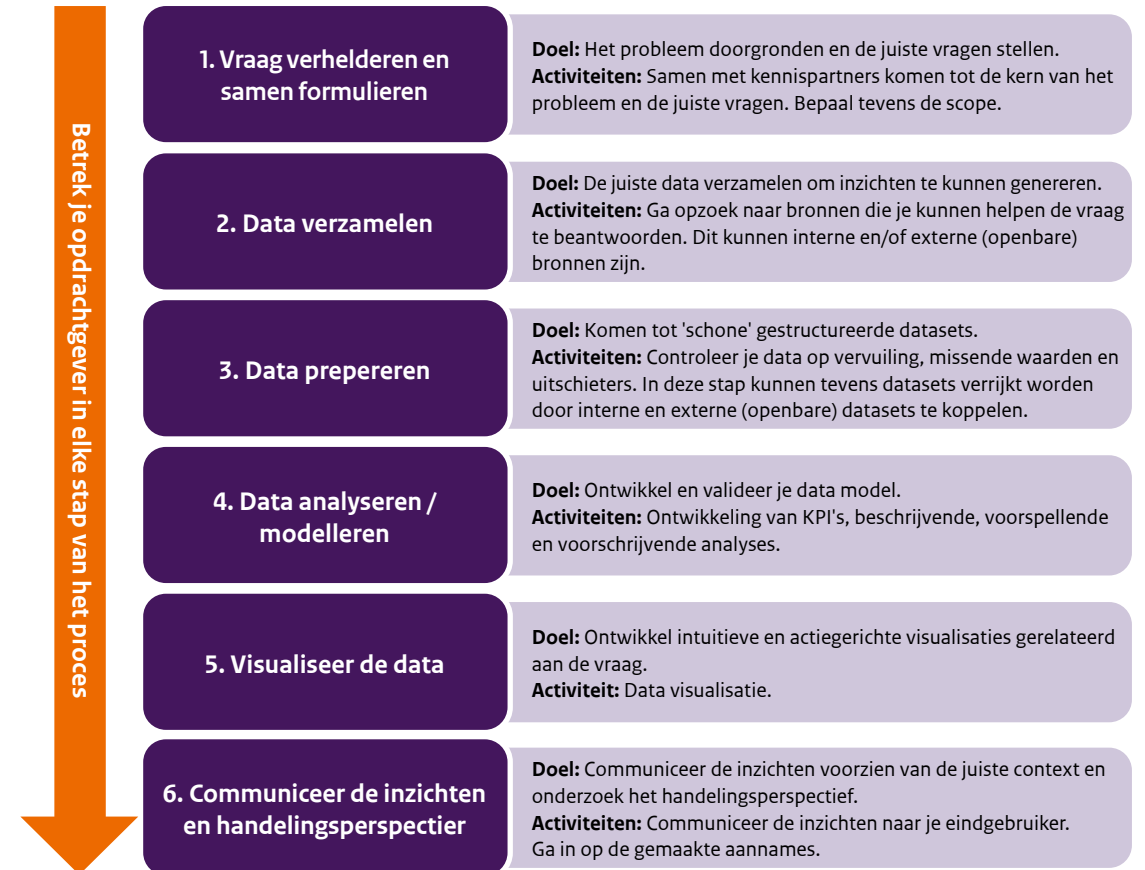 Betrek je opdrachtgever in elke stap van het proces
1. Vraag verhelderen en
samen formulieren
Doel: Het probleem doorgronden en de juiste vragen stellen.
Activiteiten: Samen met kennispartners komen tot de kern van het
probleem en de juiste vragen. Bepaal tevens de scope.
2. Data verzamelen
Doel: De juiste data verzamelen om inzichten te kunnen genereren.
Activiteiten: Ga opzoek naar bronnen die je kunnen helpen de vraag
te beantwoorden. Dit kunnen interne en/of externe (openbare)
bronnen zijn.
3. Data prepereren
Doel: Komen tot 'schone' gestructureerde datasets.
Activiteiten: Controleer je data op vervuiling, missende waarden en
uitschieters. In deze stap kunnen tevens datasets verrijkt worden
door interne en externe (openbare) datasets te koppelen.
4. Data analyseren /
modelleren
Doel: Ontwikkel en valideer je data model.
Activiteiten: Ontwikkeling van KPI's, beschrijvende, voorspellende
en voorschrijvende analyses.
5. Visualiseer de data
Doel: Ontwikkel intuitieve en actiegerichte visualisaties gerelateerd
aan de vraag.
Activiteit: Data visualisatie.
6. Communiceer de inzichten
en handelingsperspectier
Doel: Communiceer de inzichten voorzien van de juiste context en
onderzoek het handelingsperspectief.
Activiteiten: Communiceer de inzichten naar je eindgebruiker.
Ga in op de gemaakte aannames.